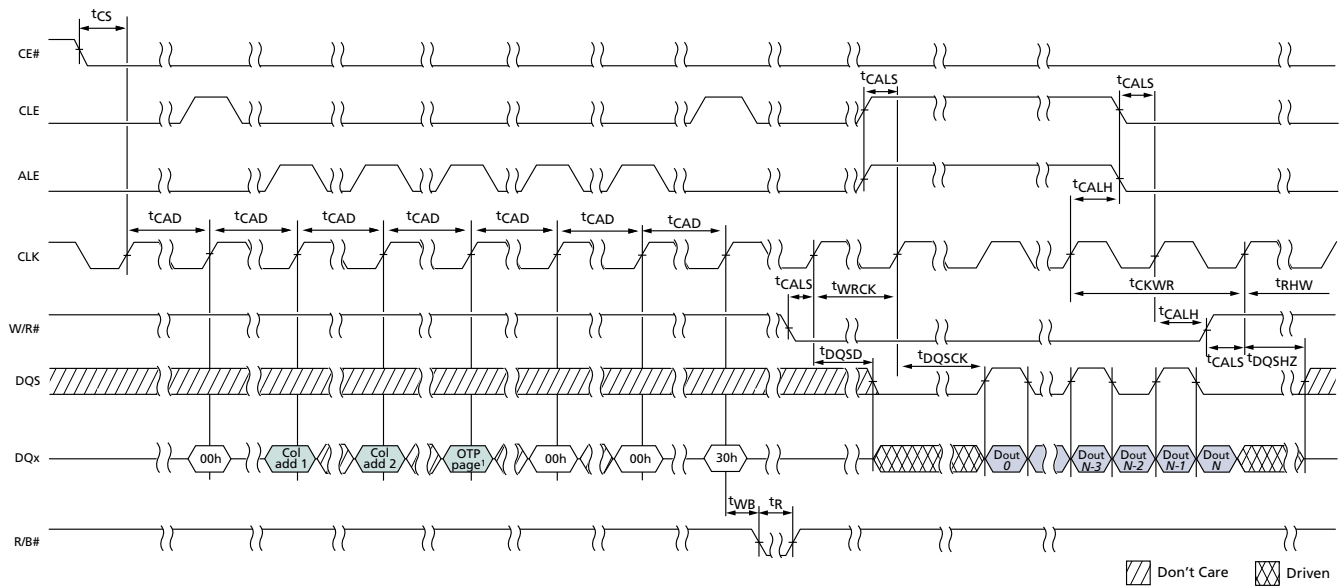 tCS
CE#
tCALS
tCALS
CLE
ALE
tCALH
tCAD tCAD tCAD tCAD tCAD tCAD tCAD
CLK
tCALS tWRCK tCKWR tRHW
tCALH
W/R#
tDQSD tDQSCK tCALS tDQSHZ
DQS
DQx
00h
Col
add 1
Col
add 2
OTP
page1
00h
00h
30h
Dout
0
Dout
N-3
Dout
N-2
Dout
N-1
Dout
N
tWB tR
R/B#
Don't Care Driven